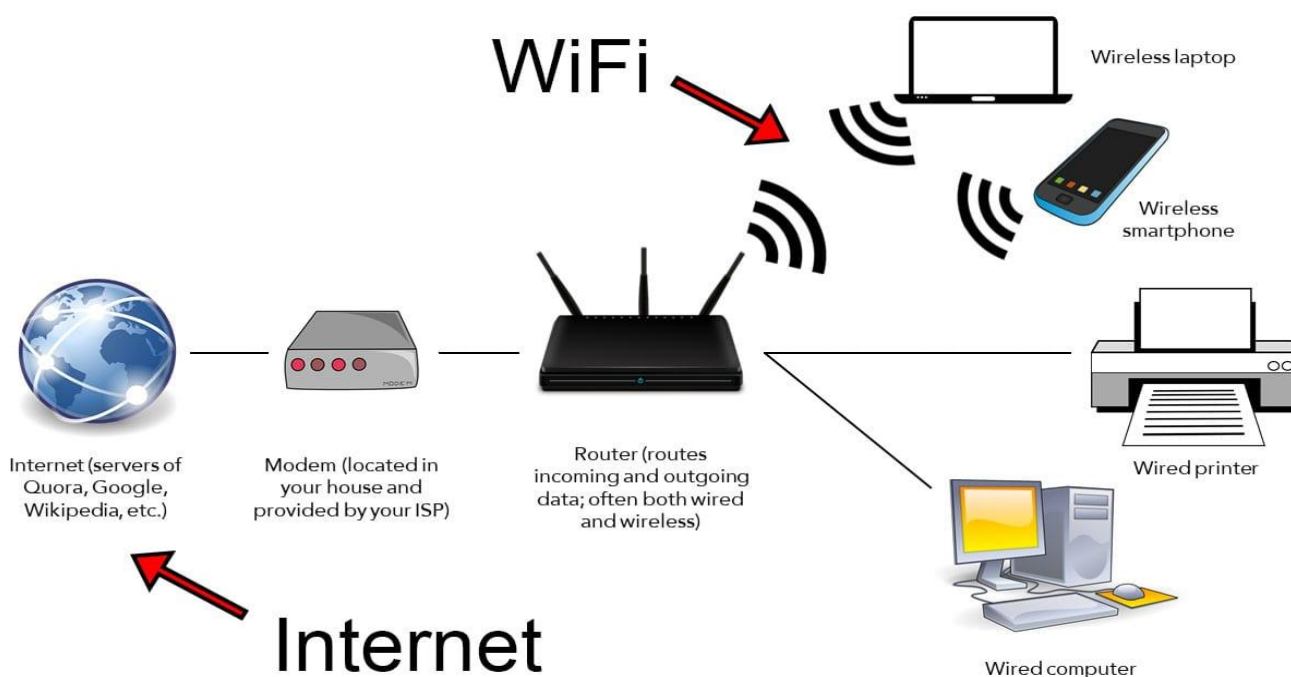 WiFi
Wireless laptop
Wireless
smartphone
MODEM
Internet (servers of
Quora, Google,
Wikipedia, etc.)
Modem (located in
your house and
provided by your ISP)
Router (routes
incoming and outgoing
data; often both wired
and wireless)
Wired printer
Internet
Wired computer